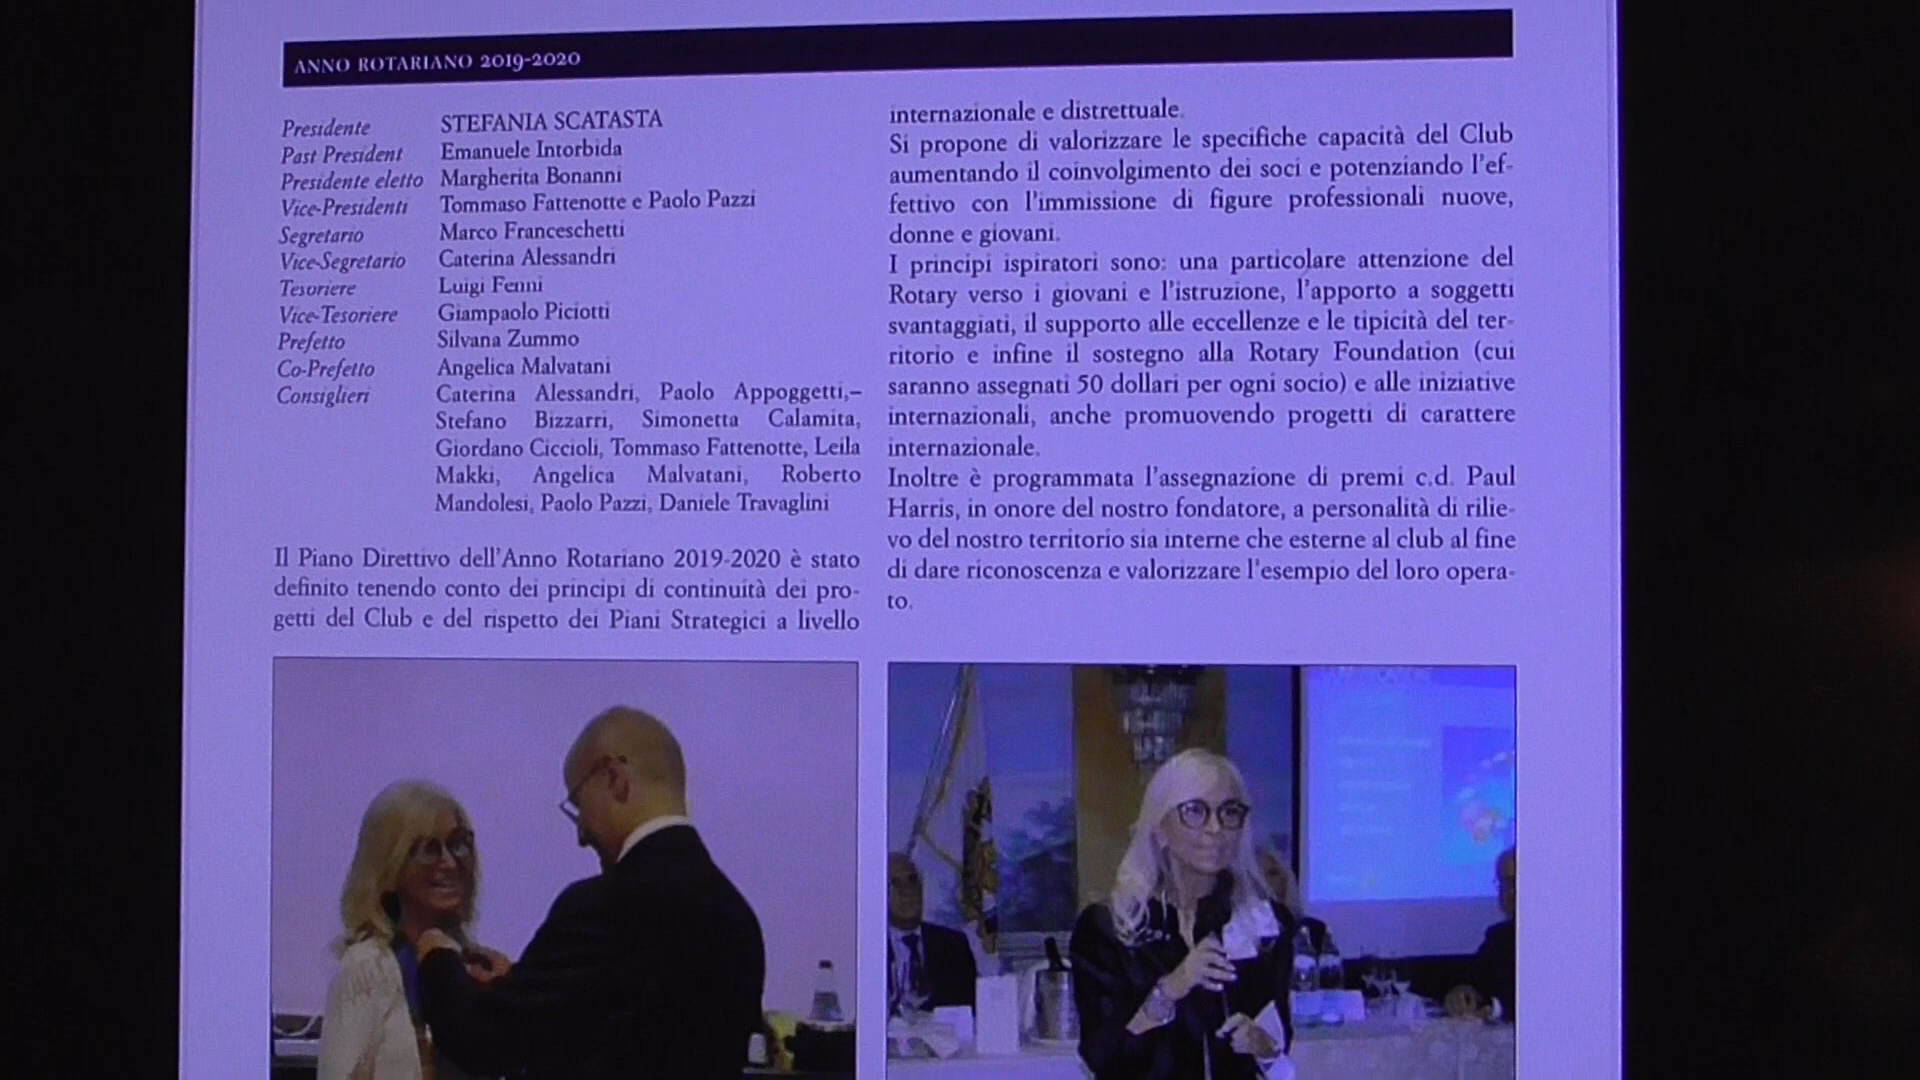 ANNO ROTARIANO 2019-2020
Presidente STEFANIA SCATASTA
Past President Emanuele Intorbida
Presidente eletto Margherita Bonanni
Vice-Presidenti Tommaso Fattenotte e Paolo Pazzi
Segretario Marco Franceschetti
Vice-Segretario Caterina Alessandri
Tesoriere Luigi Fenni
Vice-Tesoriere Giampaolo Piciotti
Prefetto Silvana Zummo
Co-Prefetto Angelica Malvatani
Consiglieri Caterina Alessandri, Paolo Appoggetti,–
Stefano Bizzarri, Simonetta Calamita,
Giordano Ciccioli, Tommaso Fattenotte, Leila
Makki, Angelica Malvatani, Roberto
Mandolesi, Paolo Pazzi, Daniele Travaglini
Il Piano Direttivo dell'Anno Rotariano 2019-2020 è stato
definito tenendo conto dei principi di continuità dei pro-
getti del Club e del rispetto dei Piani Strategici a livello
internazionale e distrettuale.
Si propone di valorizzare le specifiche capacità del Club
aumentando il coinvolgimento dei soci e potenziando l'ef-
fettivo con l'immissione di figure professionali nuove,
donne e giovani.
I principi ispiratori sono: una particolare attenzione del
Rotary verso i giovani e l'istruzione, l'apporto a soggetti
svantaggiati, il supporto alle eccellenze e le tipicità del ter-
ritorio e infine il sostegno alla Rotary Foundation (cui
saranno assegnati 50 dollari per ogni socio) e alle iniziative
internazionali, anche promuovendo progetti di carattere
internazionale.
Inoltre è programmata l'assegnazione di premi c.d. Paul
Harris, in onore del nostro fondatore, a personalità di rilie-
vo del nostro territorio sia interne che esterne al club al fine
di dare riconoscenza e valorizzare l'esempio del loro opera-
to.